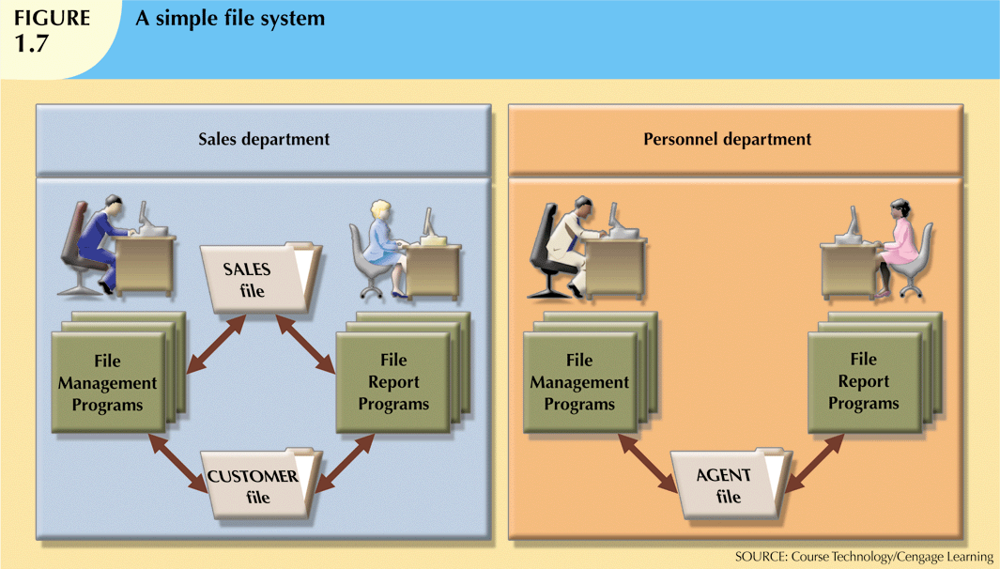 FIGURE
1.7
A simple file system
Sales department
SALES
file
File
Management
Programs
File
Report
Programs
CUSTOMER
file
Personnel department
File
Management
Programs
File
Report
Programs
AGENT
file
SOURCE: Course Technology/Cengage Learning